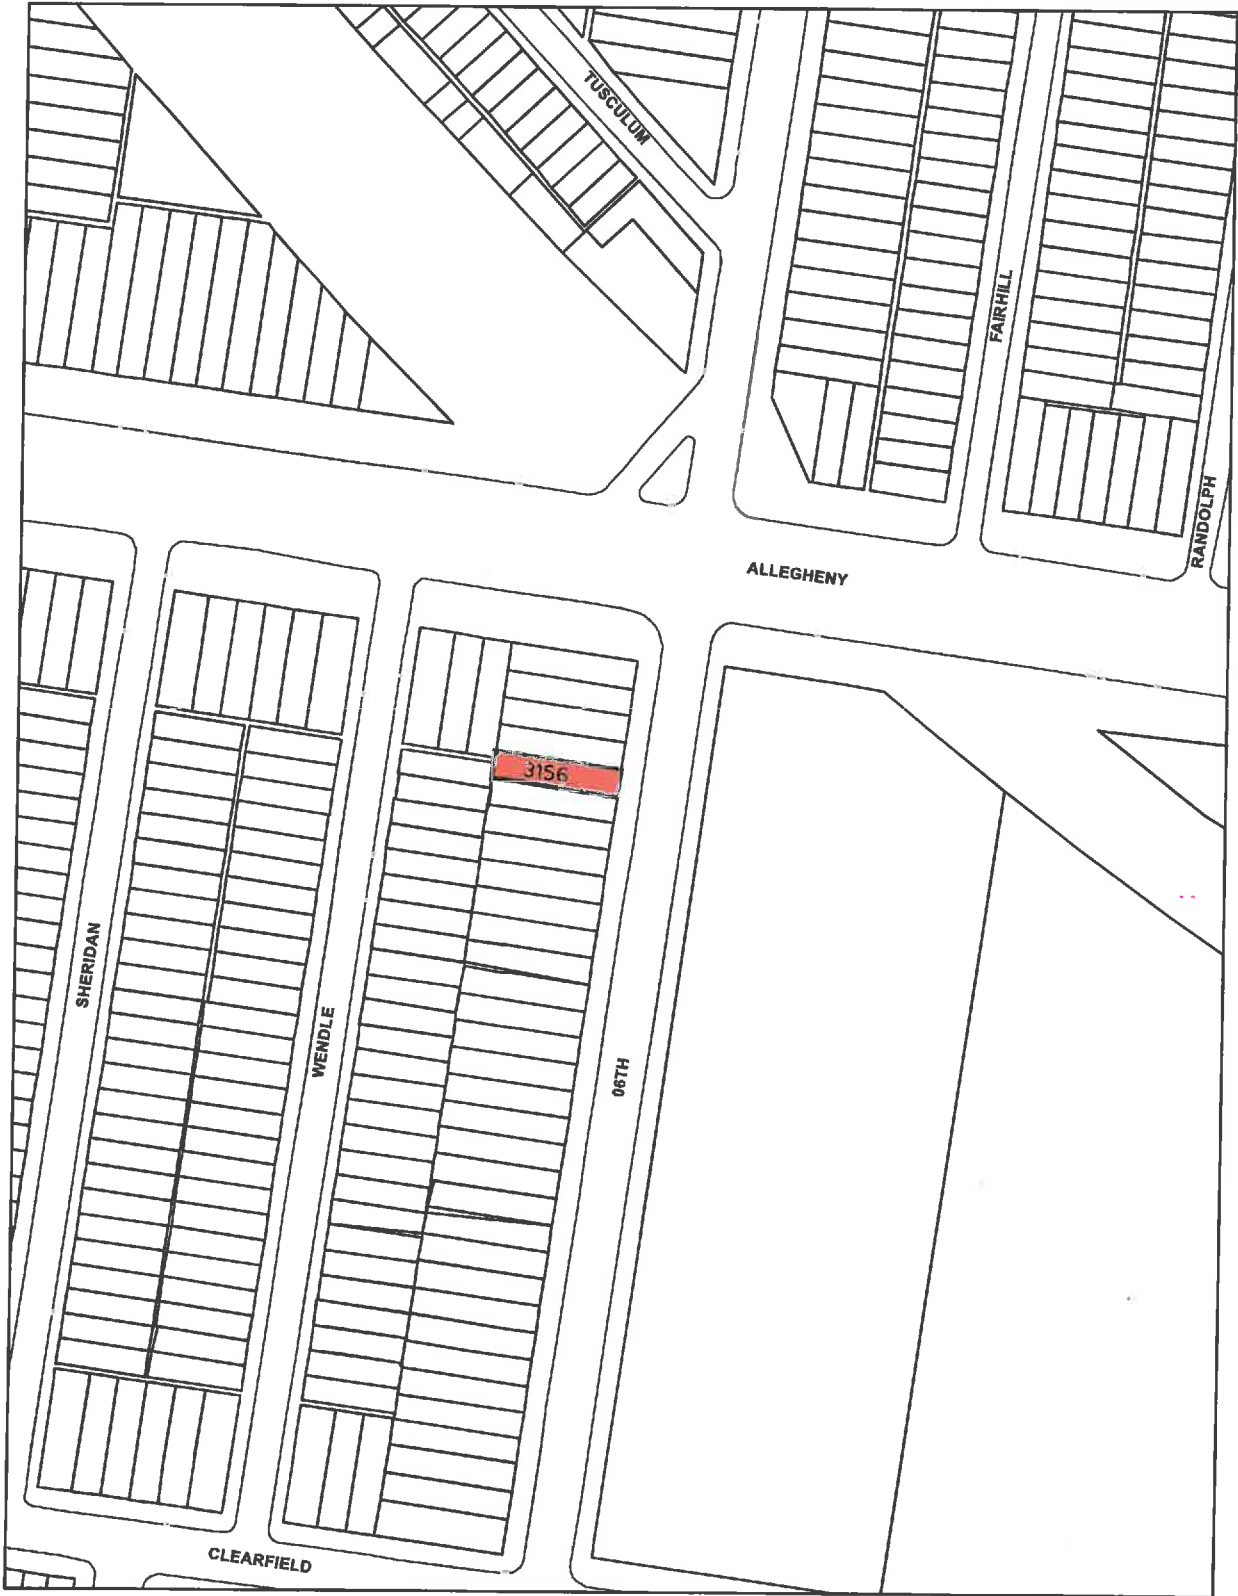 TUSCULUM
FAIRHILL
RANDOLPH
ALLEGHENY
3156
SHERIDAN
WENDLE
06TH
CLEARFIELD